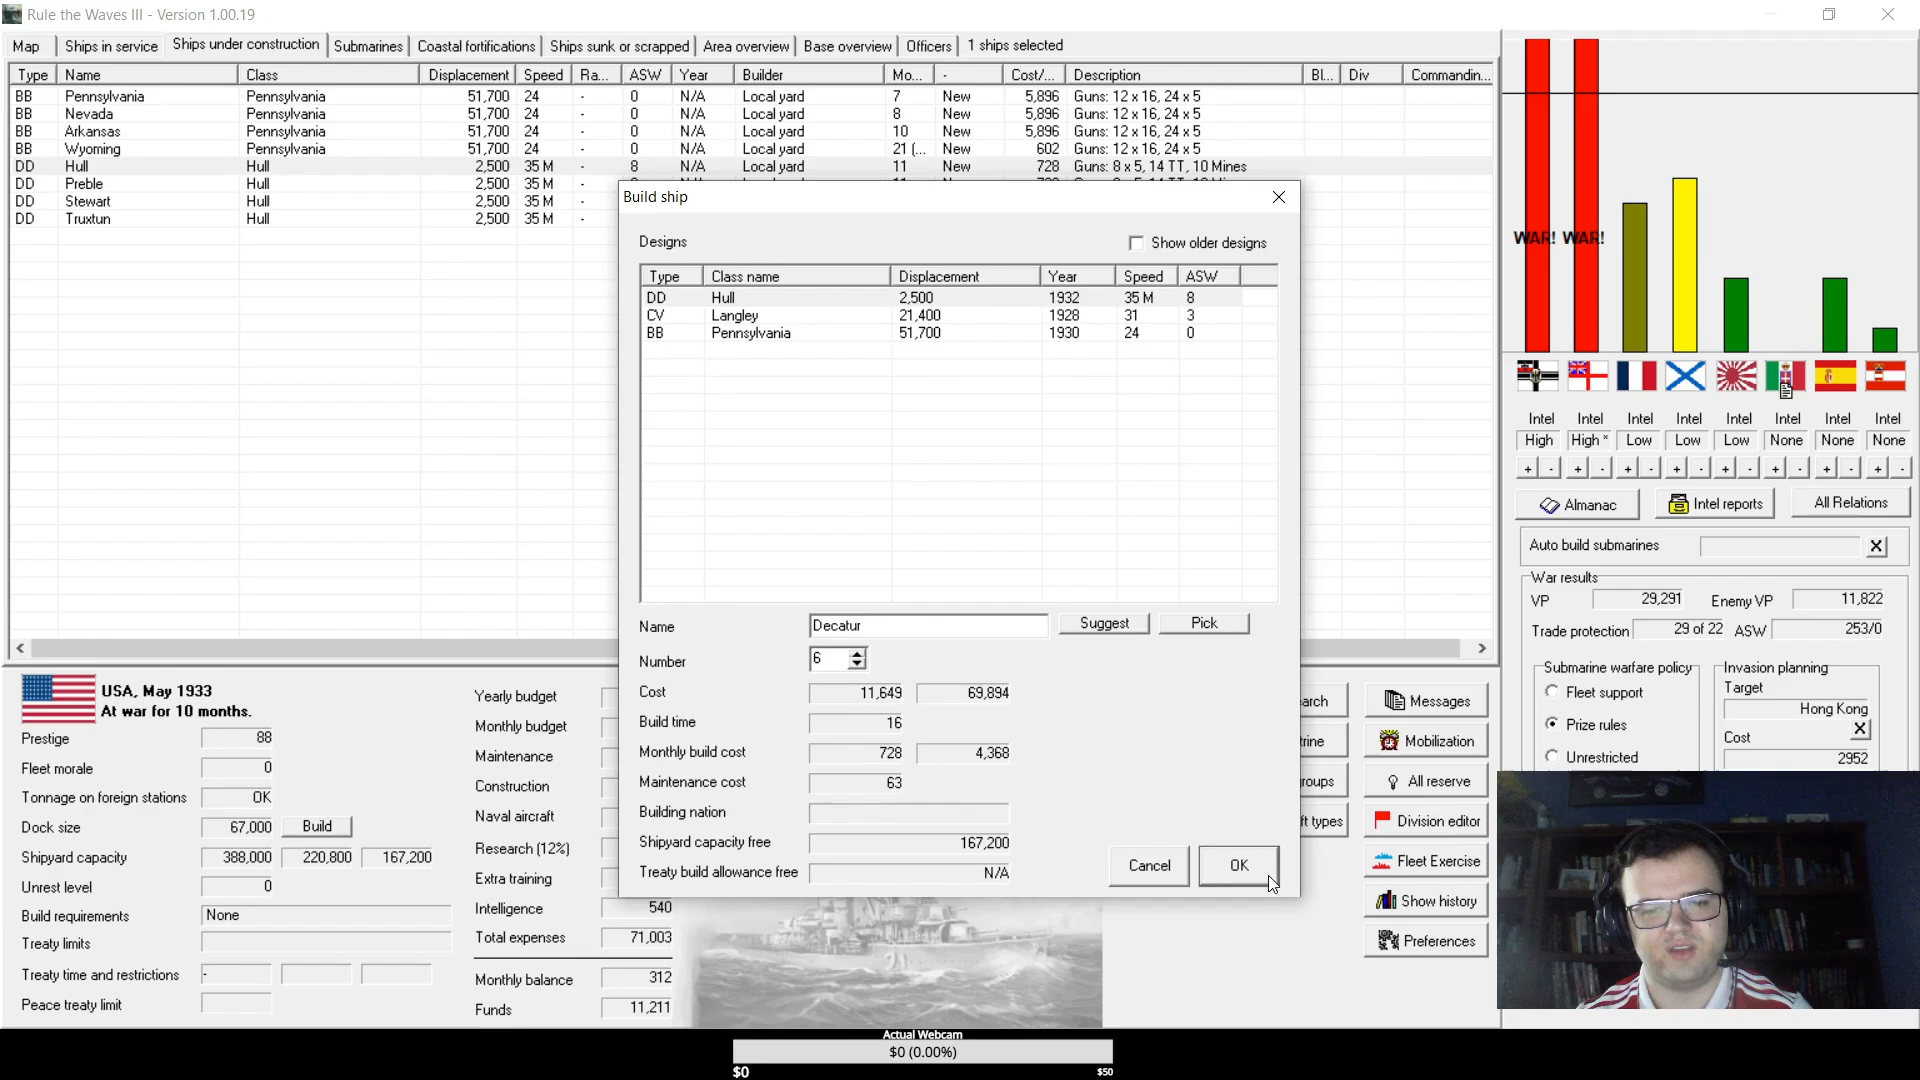 Rule the Waves III - Version 1.00.19
Map Ships in service Ships under construction Submarines Coastal fortifications Ships sunk or scrapped Area overview Base overview Officers 1 ships selected
Type Name Class Displacement Speed Ra... ASW Year Builder Mo... - Cost/... Description Bl... Div Commandin...
BB Pennsylvania Pennsylvania 51,700 24 - 0 N/A Local yard 7 New 5,896 Guns: 12 x 16, 24 x 5
BB Nevada Pennsylvania 51,700 24 - 0 N/A Local yard 8 New 5,896 Guns: 12 x 16, 24 x 5
BB Arkansas Pennsylvania 51,700 24 - 0 N/A Local yard 10 New 5,896 Guns: 12 x 16, 24 x 5
BB Wyoming Pennsylvania 51,700 24 - 0 N/A Local yard 21 (... New 602 Guns: 12 x 16, 24 x 5
DD Hull Hull 2,500 35 M - 8 N/A Local yard 11 New 728 Guns: 8 x 5, 14 TT, 10 Mines
DD Preble Hull 2,500 35 M -
DD Stewart Hull 2,500 35 M -
DD Truxtun Hull 2,500 35 M -
Build ship
Designs Show older designs
Type Class name Displacement Year Speed ASW
DD Hull 2,500 1932 35 M 8
CV Langley 21,400 1928 31 3
BB Pennsylvania 51,700 1930 24 0
Name Decatur Suggest Pick
Number 6
Cost 11,649 69,894
Build time 16
Monthly build cost 728 4,368
Maintenance cost 63
Building nation
Shipyard capacity free 167,200
Treaty build allowance free N/A
Cancel OK
WAR! WAR!
Intel Intel Intel Intel Intel Intel Intel Intel
High High * Low Low Low None None None
+ - + - + - + - + - + - + - + -
Almanac Intel reports All Relations
Auto build submarines X
War results
VP 29,291 Enemy VP 11,822
Trade protection 29 of 22 ASW 253/0
Submarine warfare policy
Fleet support
Prize rules
Unrestricted
Invasion planning
Target
Hong Kong
Cost X
2952
USA, May 1933
At war for 10 months.
Prestige 88
Fleet morale 0
Tonnage on foreign stations OK
Dock size 67,000 Build
Shipyard capacity 388,000 220,800 167,200
Unrest level 0
Build requirements None
Treaty limits
Treaty time and restrictions -
Peace treaty limit
Yearly budget
Monthly budget
Maintenance
Construction
Naval aircraft
Research (12%)
Extra training
Intelligence 540
Total expenses 71,003
Monthly balance 312
Funds 11,211
arch Messages
trine Mobilization
roups All reserve
ft types Division editor
Fleet Exercise
Show history
Preferences
21
Actual Webcam
$0 (0.00%)
$0 $50